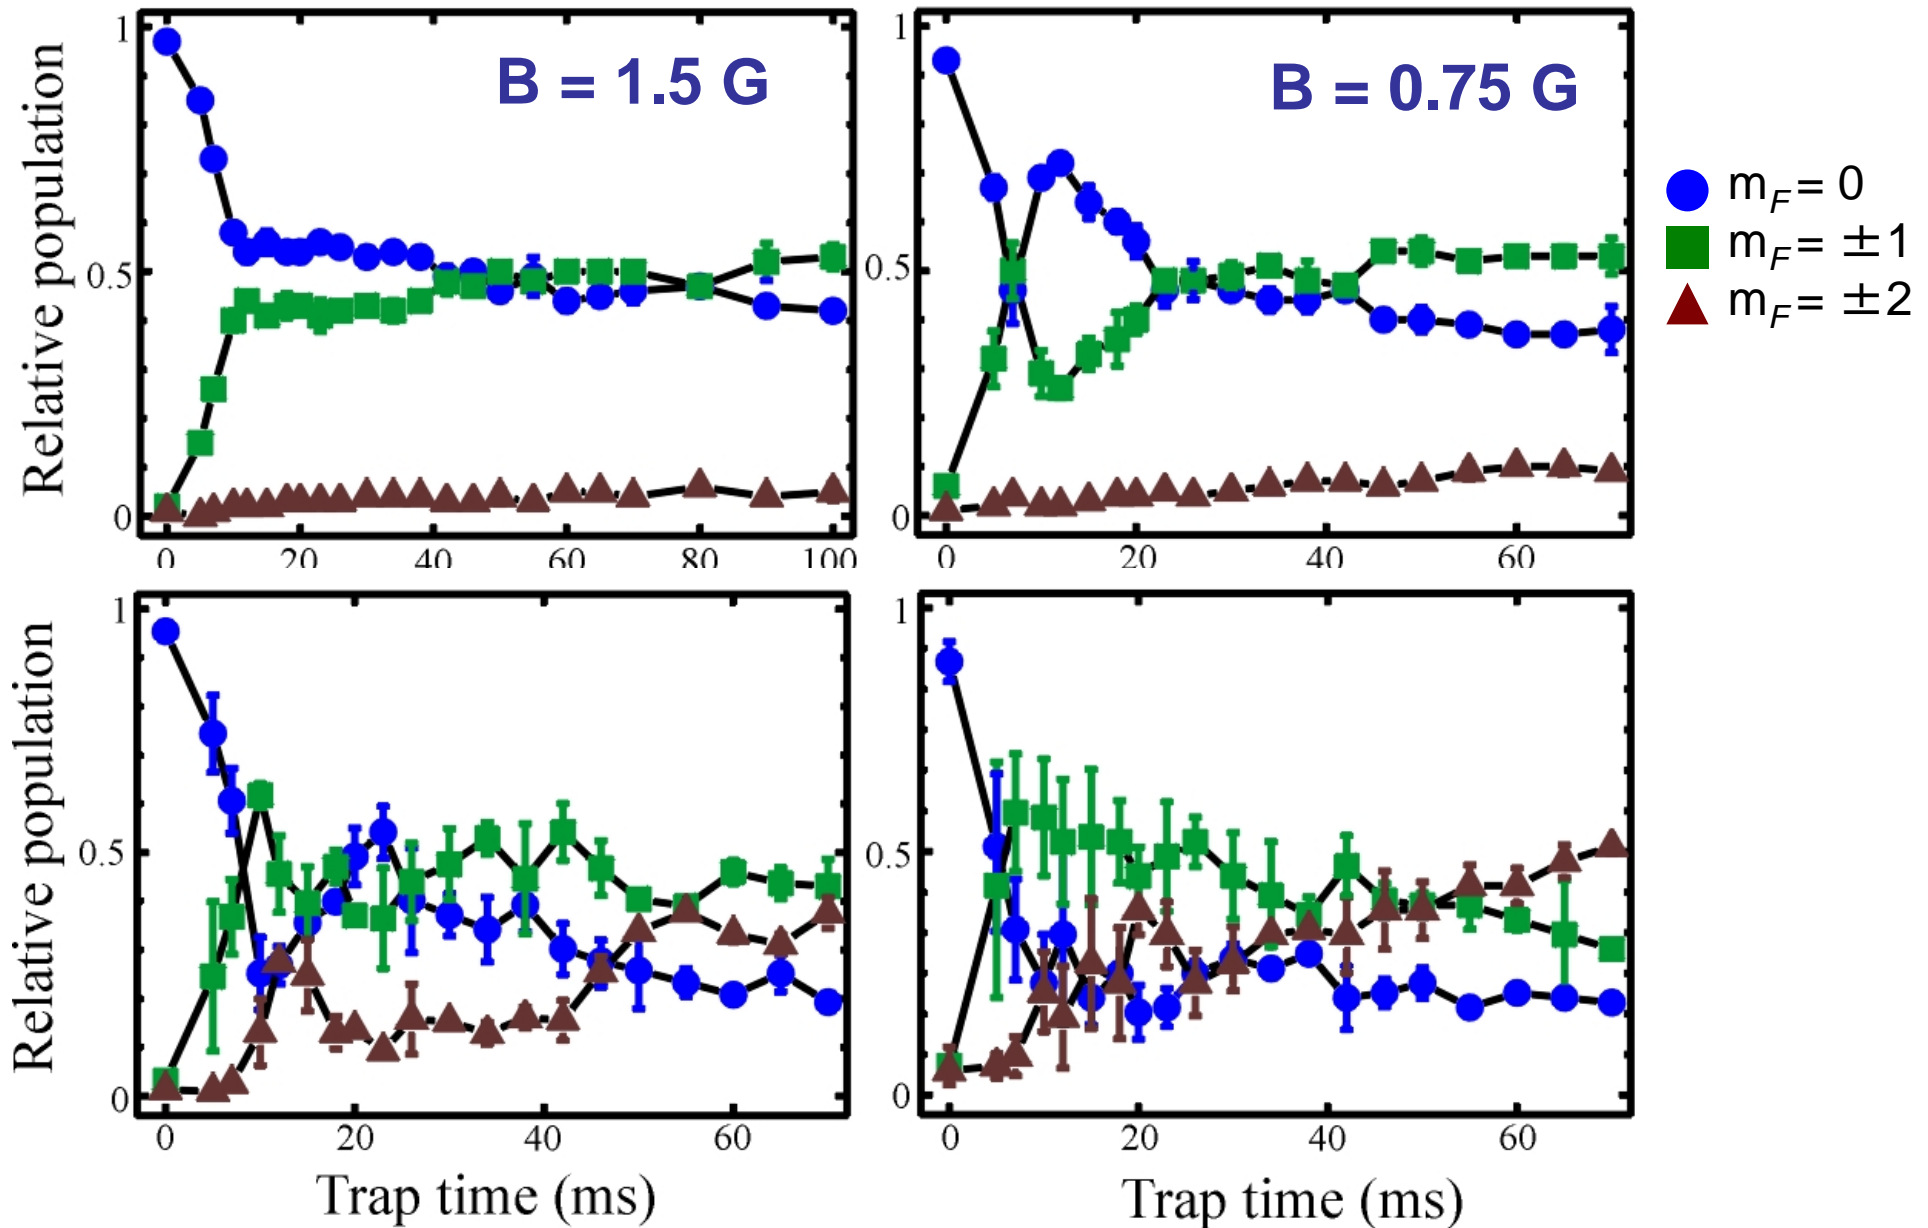 B = 1.5 G
Relative population
1
0.5
0
0 20 40 60 80 100
B = 0.75 G
1
0.5
0
0 20 40 60
m_F = 0
m_F = ±1
m_F = ±2
Relative population
1
0.5
0
0 20 40 60
Trap time (ms)
1
0.5
0
0 20 40 60
Trap time (ms)